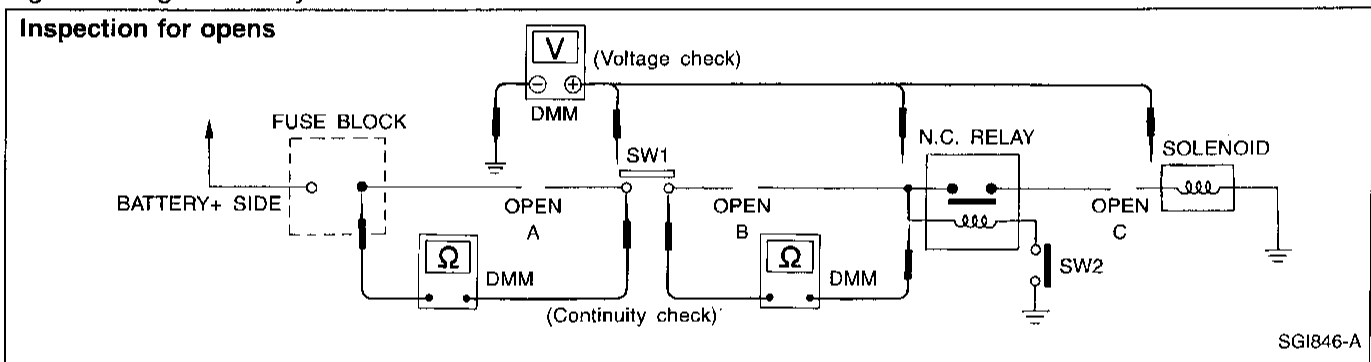 Inspection for opens
V
(Voltage check)
⊖ ⊕
DMM
FUSE BLOCK
N.C. RELAY
SW1
SOLENOID
BATTERY+ SIDE
OPEN
A
OPEN
B
OPEN
C
Ω
DMM
Ω
DMM
SW2
(Continuity check)
SGI846-A